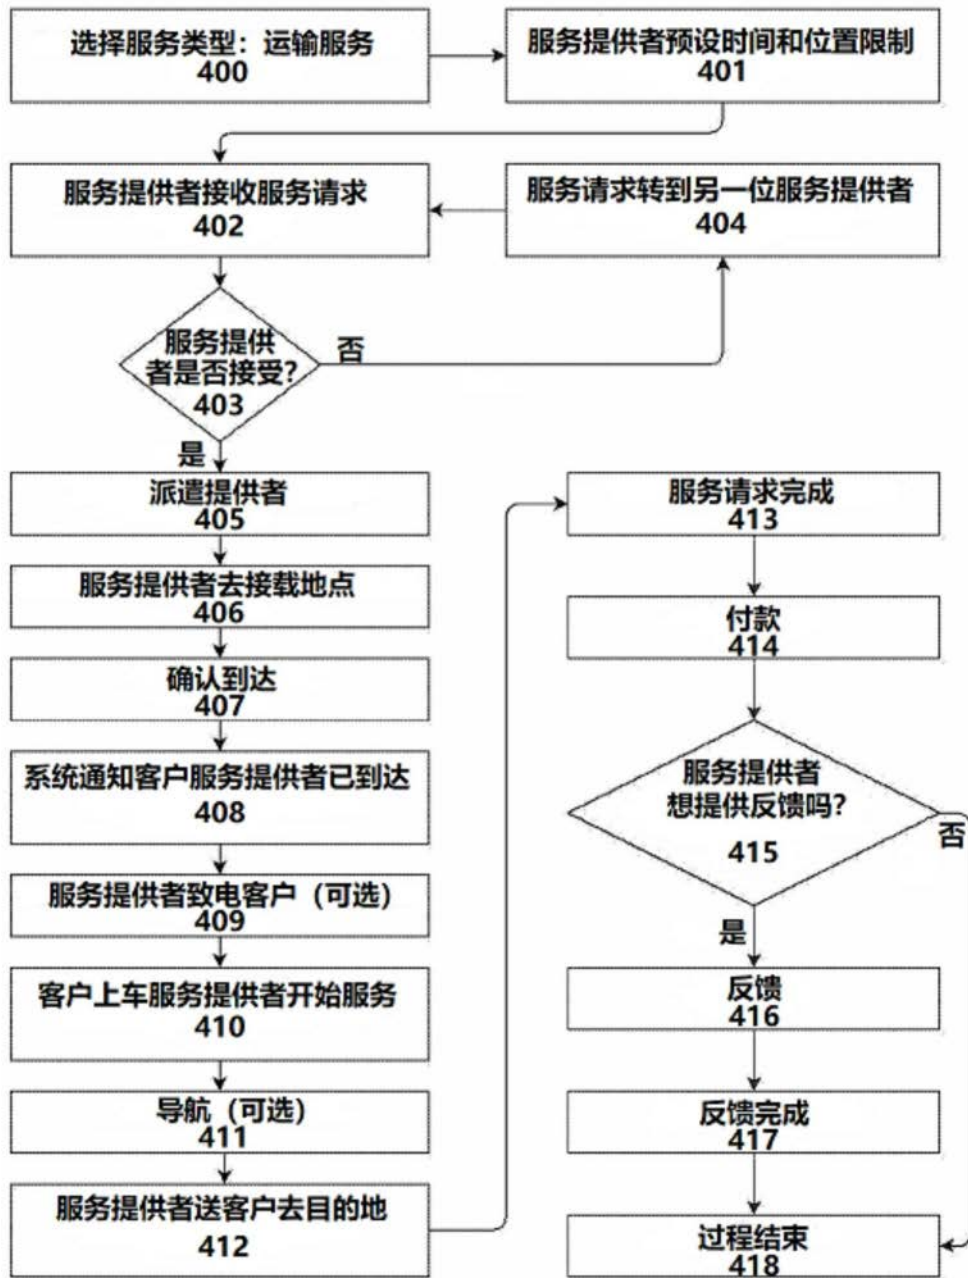 选择服务类型：运输服务
400
服务提供者预设时间和位置限制
401
服务提供者接收服务请求
402
服务请求转到另一位服务提供者
404
服务提供
者是否接受？
403
否
是
派遣提供者
405
服务提供者去接载地点
406
确认到达
407
系统通知客户服务提供者已到达
408
服务提供者致电客户（可选）
409
客户上车服务提供者开始服务
410
导航（可选）
411
服务提供者送客户去目的地
412
服务请求完成
413
付款
414
服务提供者
想提供反馈吗？
415
否
是
反馈
416
反馈完成
417
过程结束
418